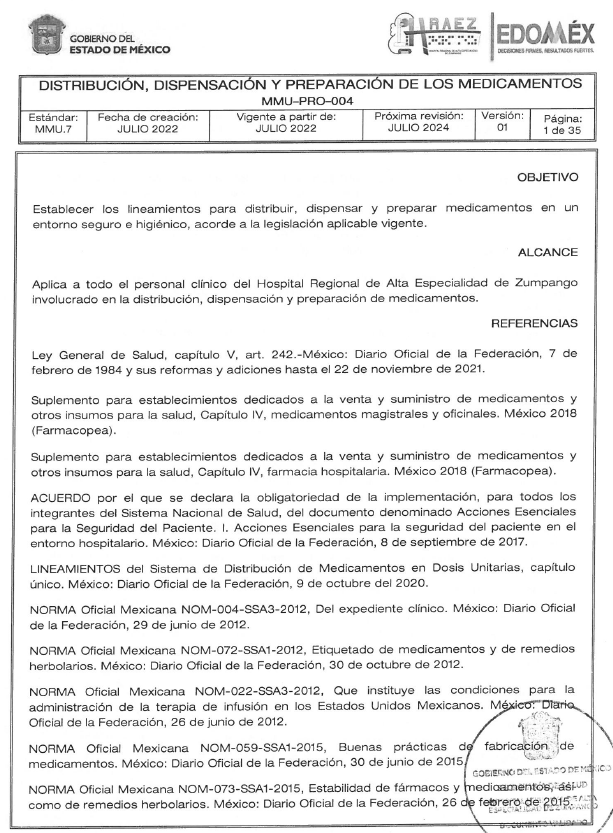 GOBIERNO DEL
ESTADO DE MÉXICO
HRAEZ
EDOMÉX
DECISIONES FIRMES, RESULTADOS FUERTES.
DISTRIBUCIÓN, DISPENSACIÓN Y PREPARACIÓN DE LOS MEDICAMENTOS
MMU-PRO-004
Estándar: Fecha de creación: Vigente a partir de: Próxima revisión: Versión: Página:
MMU.7 JULIO 2022 JULIO 2022 JULIO 2024 01 1 de 35
OBJETIVO
Establecer los lineamientos para distribuir, dispensar y preparar medicamentos en un
entorno seguro e higiénico, acorde a la legislación aplicable vigente.
ALCANCE
Aplica a todo el personal clínico del Hospital Regional de Alta Especialidad de Zumpango
involucrado en la distribución, dispensación y preparación de medicamentos.
REFERENCIAS
Ley General de Salud, capítulo V, art. 242.-México: Diario Oficial de la Federación, 7 de
febrero de 1984 y sus reformas y adiciones hasta el 22 de noviembre de 2021.
Suplemento para establecimientos dedicados a la venta y suministro de medicamentos y
otros insumos para la salud, Capítulo IV, medicamentos magistrales y oficinales. México 2018
(Farmacopea).
Suplemento para establecimientos dedicados a la venta y suministro de medicamentos y
otros insumos para la salud, Capítulo IV, farmacia hospitalaria. México 2018 (Farmacopea).
ACUERDO por el que se declara la obligatoriedad de la implementación, para todos los
integrantes del Sistema Nacional de Salud, del documento denominado Acciones Esenciales
para la Seguridad del Paciente. I. Acciones Esenciales para la seguridad del paciente en el
entorno hospitalario. México: Diario Oficial de la Federación, 8 de septiembre de 2017.
LINEAMIENTOS del Sistema de Distribución de Medicamentos en Dosis Unitarias, capítulo
único. México: Diario Oficial de la Federación, 9 de octubre del 2020.
NORMA Oficial Mexicana NOM-004-SSA3-2012, Del expediente clínico. México: Diario Oficial
de la Federación, 29 de junio de 2012.
NORMA Oficial Mexicana NOM-072-SSA1-2012, Etiquetado de medicamentos y de remedios
herbolarios. México: Diario Oficial de la Federación, 30 de octubre de 2012.
NORMA Oficial Mexicana NOM-022-SSA3-2012, Que instituye las condiciones para la
administración de la terapia de infusión en los Estados Unidos Mexicanos. México: Diario
Oficial de la Federación, 26 de junio de 2012.
NORMA Oficial Mexicana NOM-059-SSA1-2015, Buenas prácticas de fabricación de
medicamentos. México: Diario Oficial de la Federación, 30 de junio de 2015.
GOBIERNO DEL ESTADO DE MÉXICO
NORMA Oficial Mexicana NOM-073-SSA1-2015, Estabilidad de fármacos y medicamentos, así
como de remedios herbolarios. México: Diario Oficial de la Federación, 26 de febrero de 2015.
DOCUMENTO VALIDADO